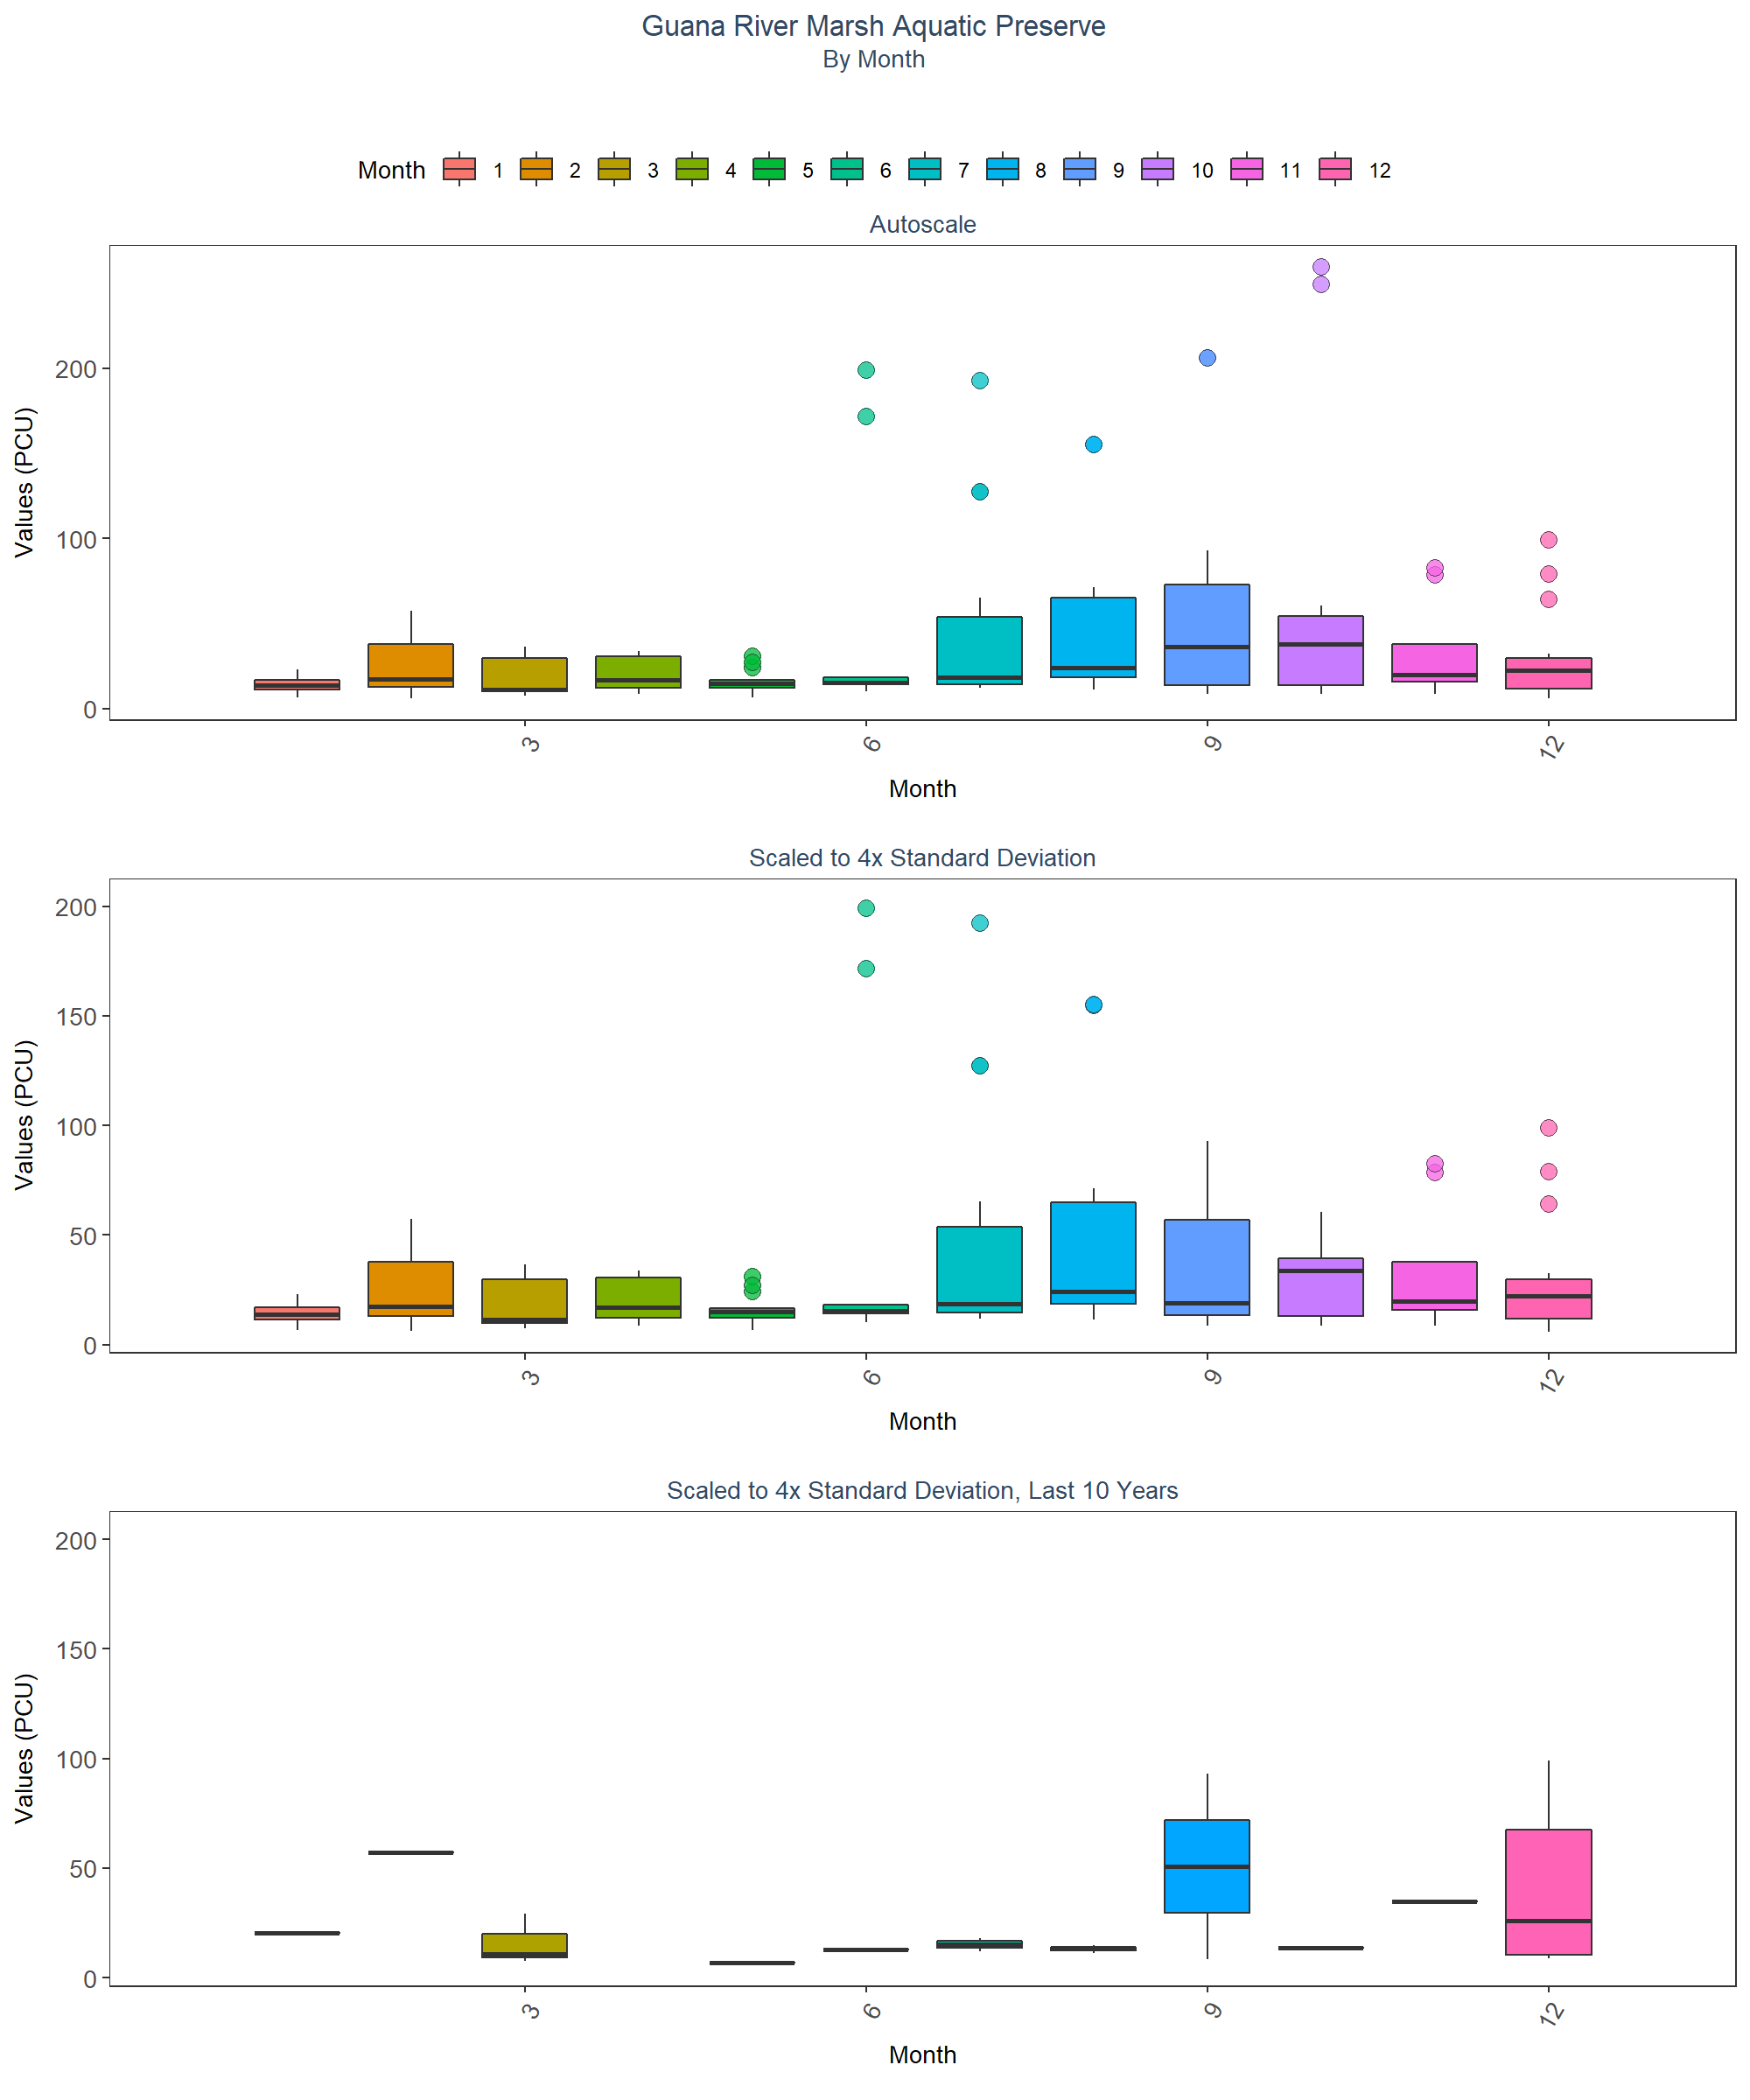 Guana River Marsh Aquatic Preserve
By Month
Month 1 2 3 4 5 6 7 8 9 10 11 12
Autoscale
Values (PCU)
200
100
0
3 6 9 12
Month
Scaled to 4x Standard Deviation
Values (PCU)
200
150
100
50
0
3 6 9 12
Month
Scaled to 4x Standard Deviation, Last 10 Years
Values (PCU)
200
150
100
50
0
3 6 9 12
Month